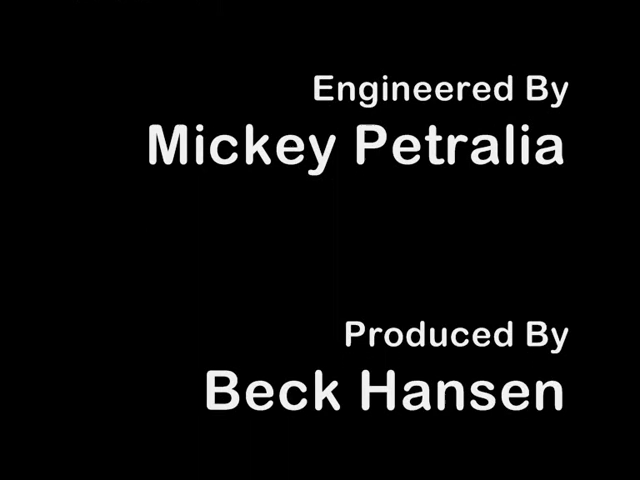 Engineered By
Mickey Petralia
Produced By
Beck Hansen